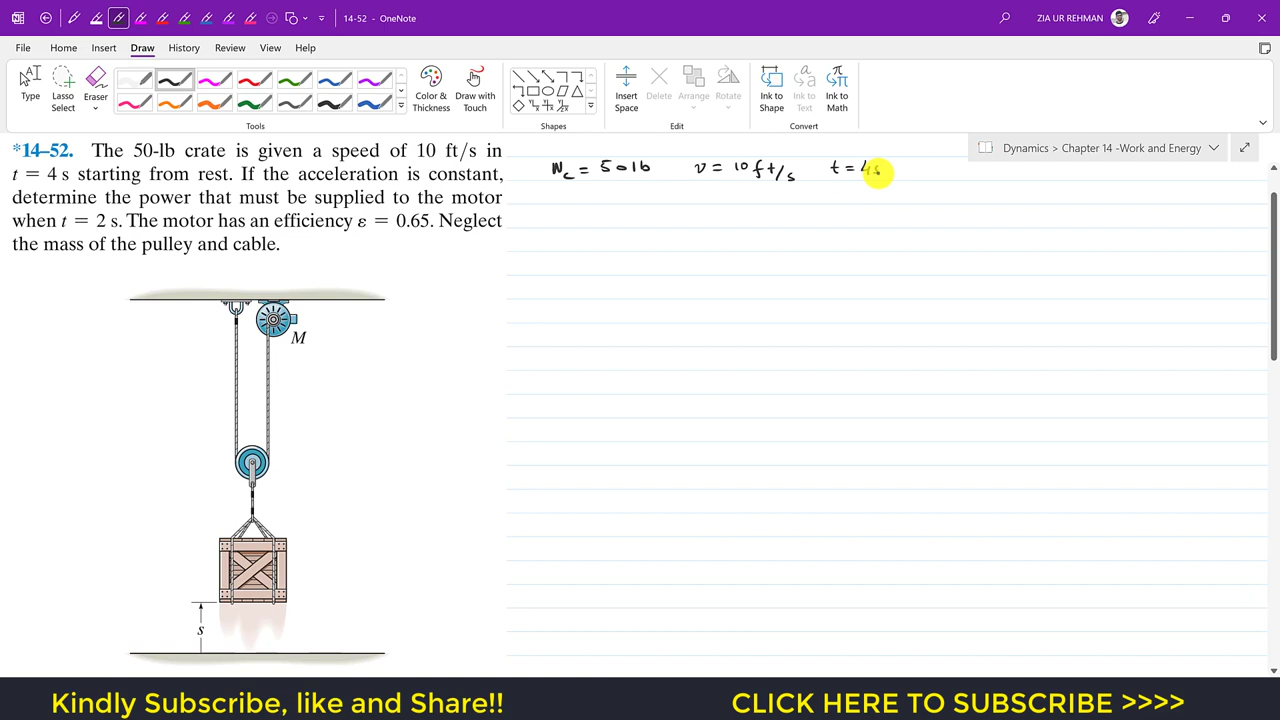 14-52 - OneNote
ZIA UR REHMAN
File Home Insert Draw History Review View Help
Type
Lasso Select
Eraser
Color & Thickness
Draw with Touch
Insert Space
Delete
Arrange
Rotate
Ink to Shape
Ink to Text
Ink to Math
Tools
Shapes
Edit
Convert
*14–52. The 50-lb crate is given a speed of 10 ft/s in
t = 4 s starting from rest. If the acceleration is constant,
determine the power that must be supplied to the motor
when t = 2 s. The motor has an efficiency ε = 0.65. Neglect
the mass of the pulley and cable.
Dynamics > Chapter 14 -Work and Energy
W_c = 50lb v = 10 ft/s t = 4s
M
s
Kindly Subscribe, like and Share!!
CLICK HERE TO SUBSCRIBE >>>>